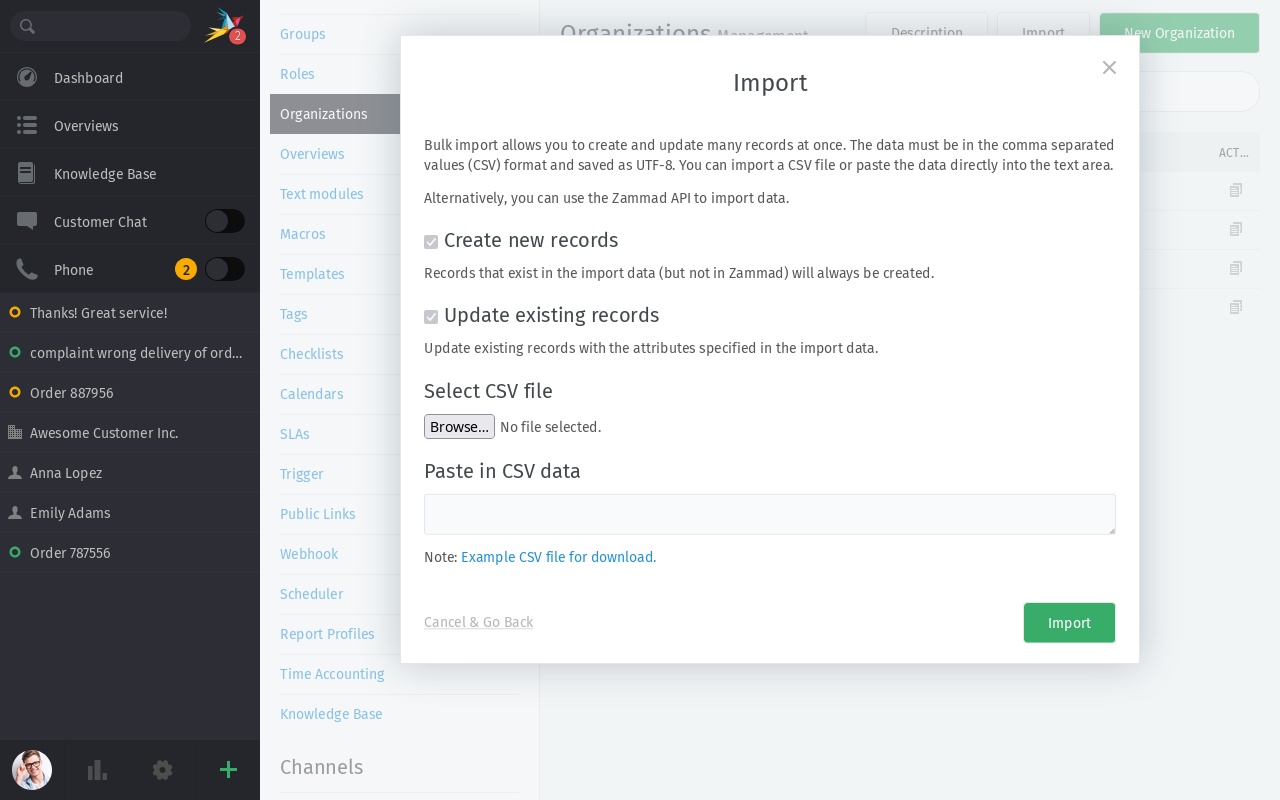 2
Dashboard
Overviews
Knowledge Base
Customer Chat
Phone
2
Thanks! Great service!
complaint wrong delivery of ord...
Order 887956
Awesome Customer Inc.
Anna Lopez
Emily Adams
Order 787556
Groups
Roles
Organizations
Overviews
Text modules
Macros
Templates
Tags
Checklists
Calendars
SLAs
Trigger
Public Links
Webhook
Scheduler
Report Profiles
Time Accounting
Knowledge Base
Channels
Organizations Management
Description
Import
New Organization
ACT...
Import
Bulk import allows you to create and update many records at once. The data must be in the comma separated
values (CSV) format and saved as UTF-8. You can import a CSV file or paste the data directly into the text area.
Alternatively, you can use the Zammad API to import data.
Create new records
Records that exist in the import data (but not in Zammad) will always be created.
Update existing records
Update existing records with the attributes specified in the import data.
Select CSV file
Browse... No file selected.
Paste in CSV data
Note: Example CSV file for download.
Cancel & Go Back
Import